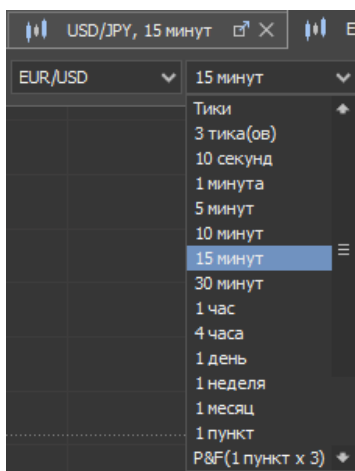 USD/JPY, 15 минут
E
EUR/USD
15 минут
Тики
3 тика(ов)
10 секунд
1 минута
5 минут
10 минут
15 минут
30 минут
1 час
4 часа
1 день
1 неделя
1 месяц
1 пункт
P&F(1 пункт x 3)